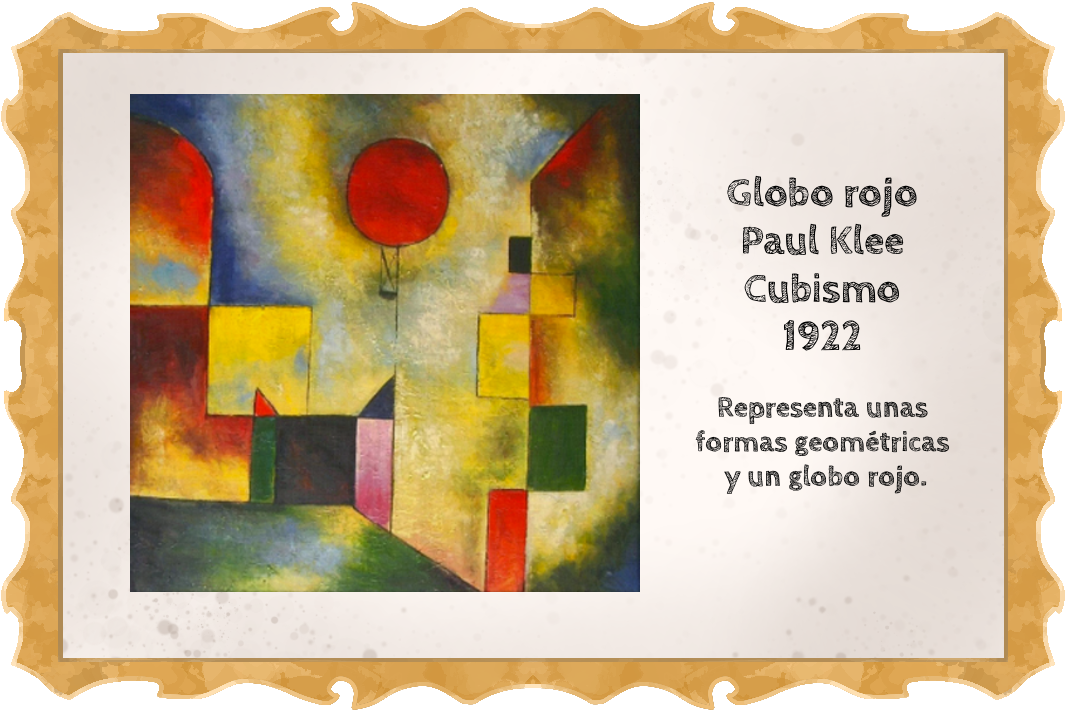 Globo rojo
Paul Klee
Cubismo
1922
Representa unas
formas geométricas
y un globo rojo.